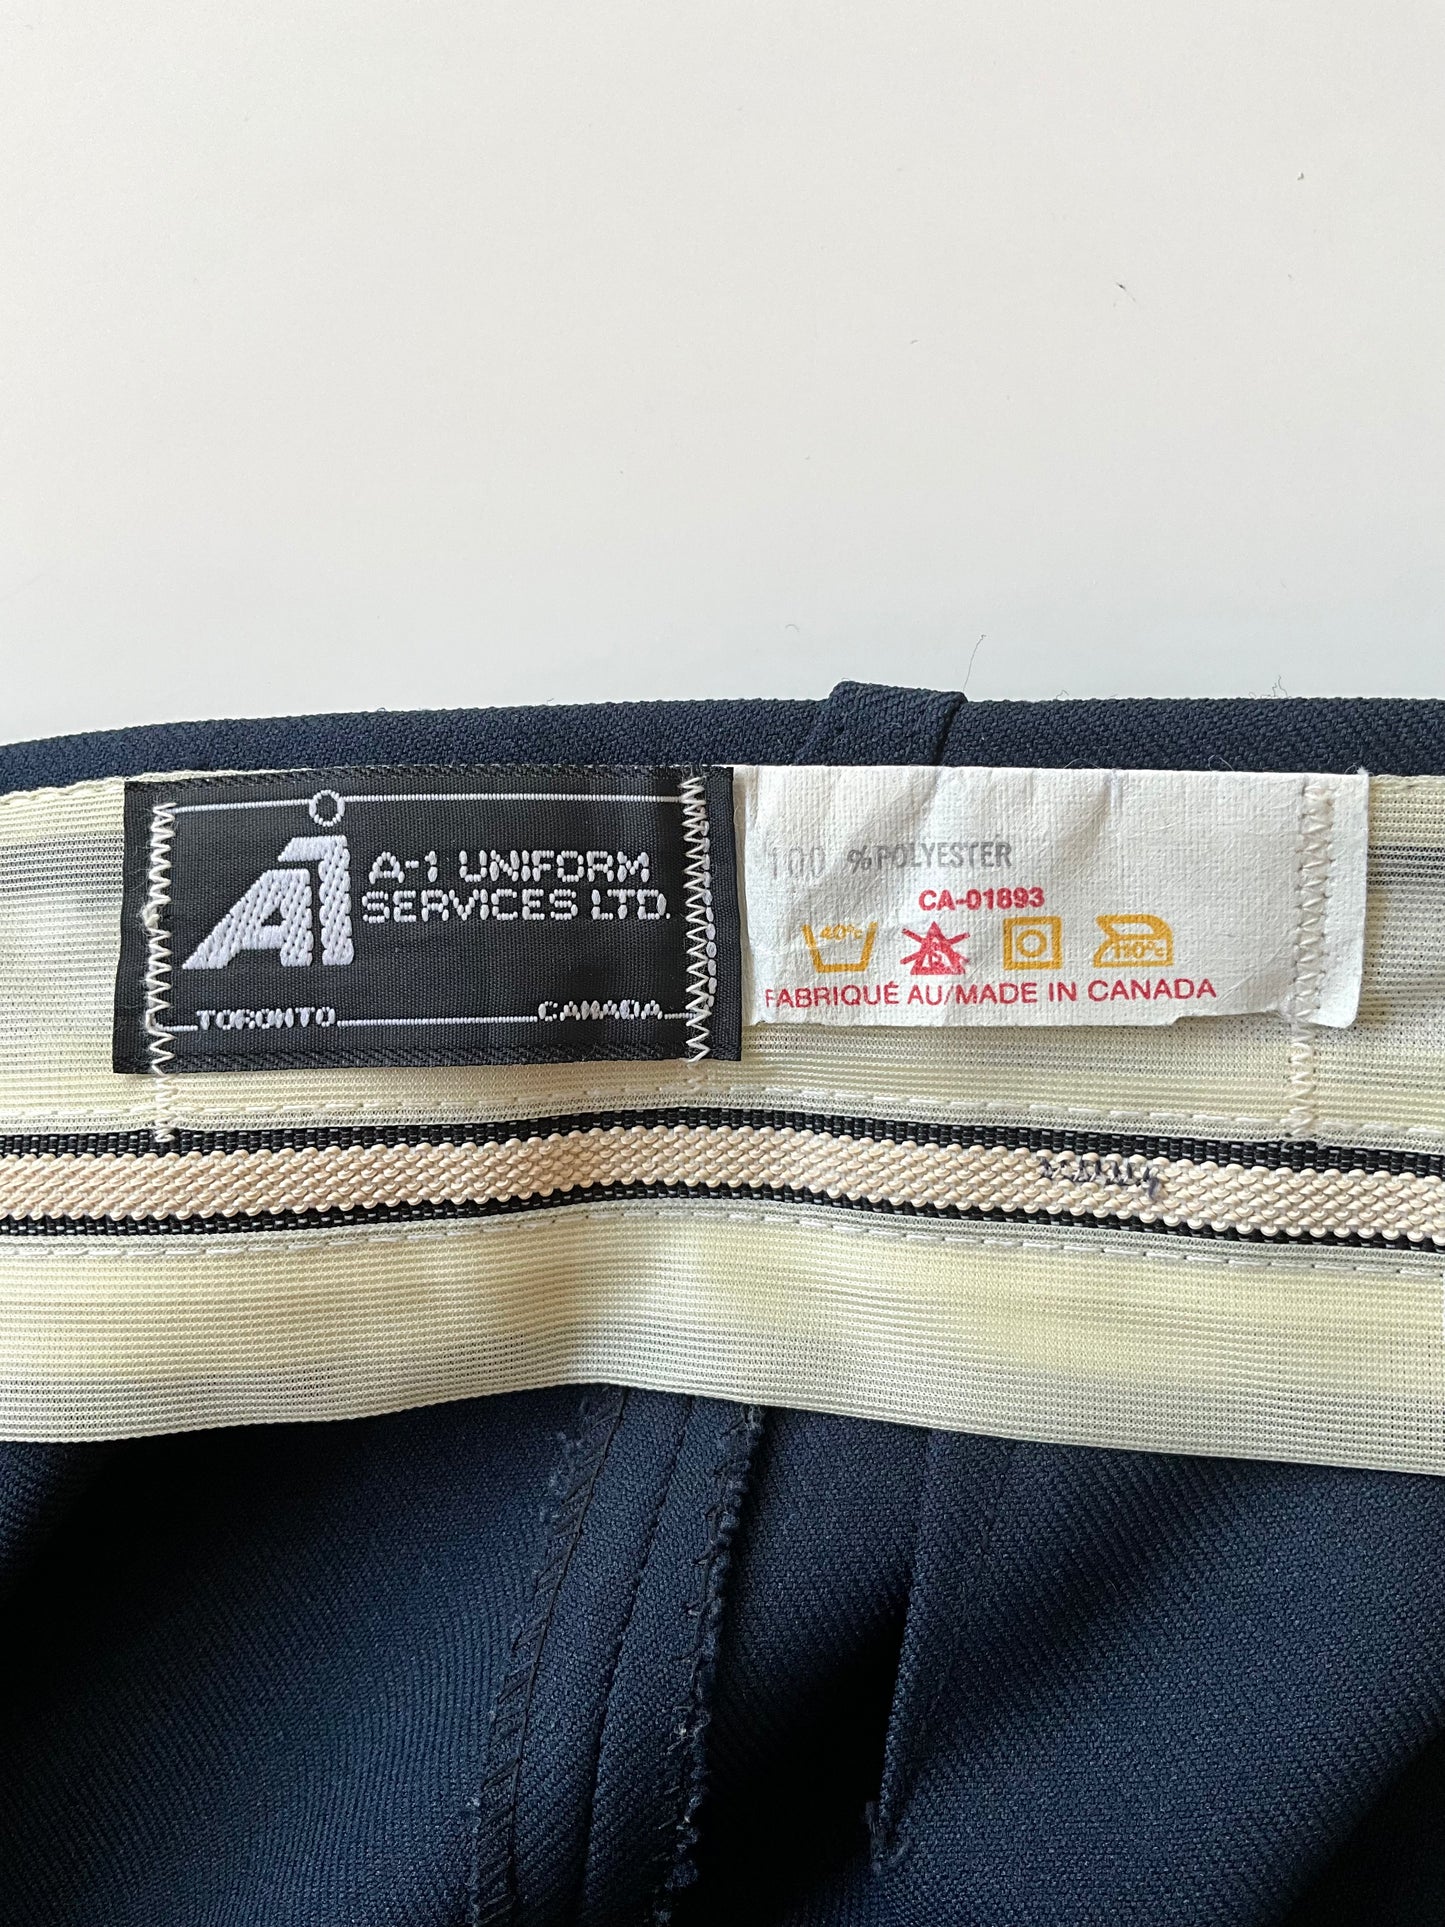 A1
A-1 UNIFORM
SERVICES LTD.
TORONTO CANADA
100 % POLYESTER
CA-01893
40°c 110°c
FABRIQUÉ AU/MADE IN CANADA